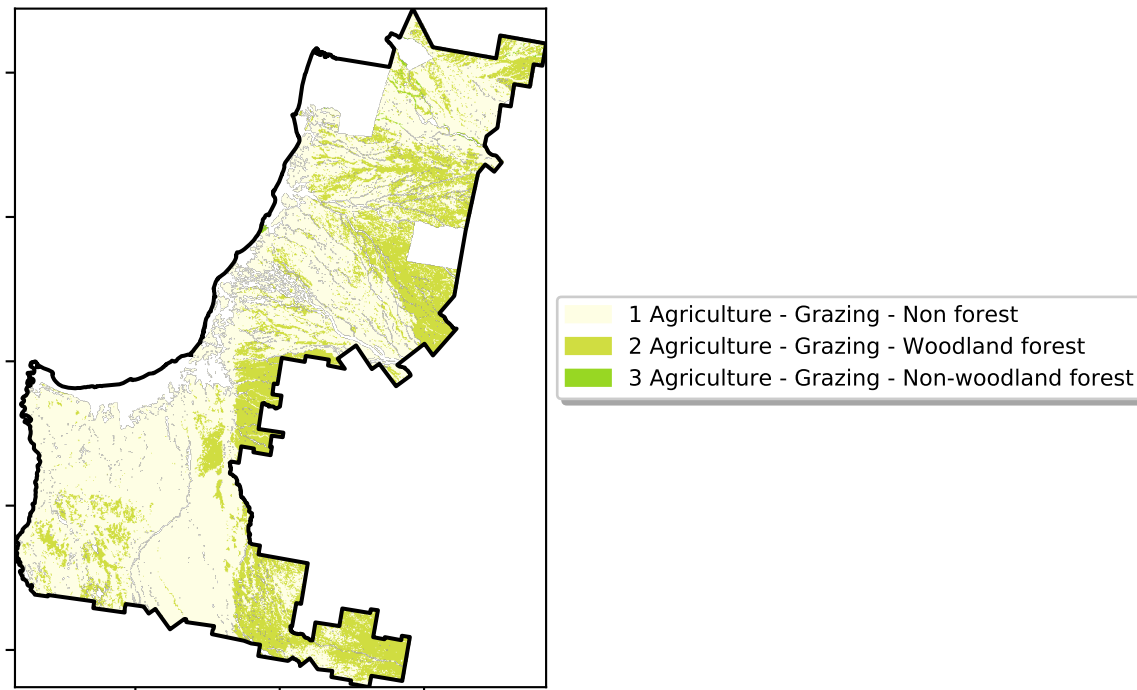 1 Agriculture - Grazing - Non forest
2 Agriculture - Grazing - Woodland forest
3 Agriculture - Grazing - Non-woodland forest